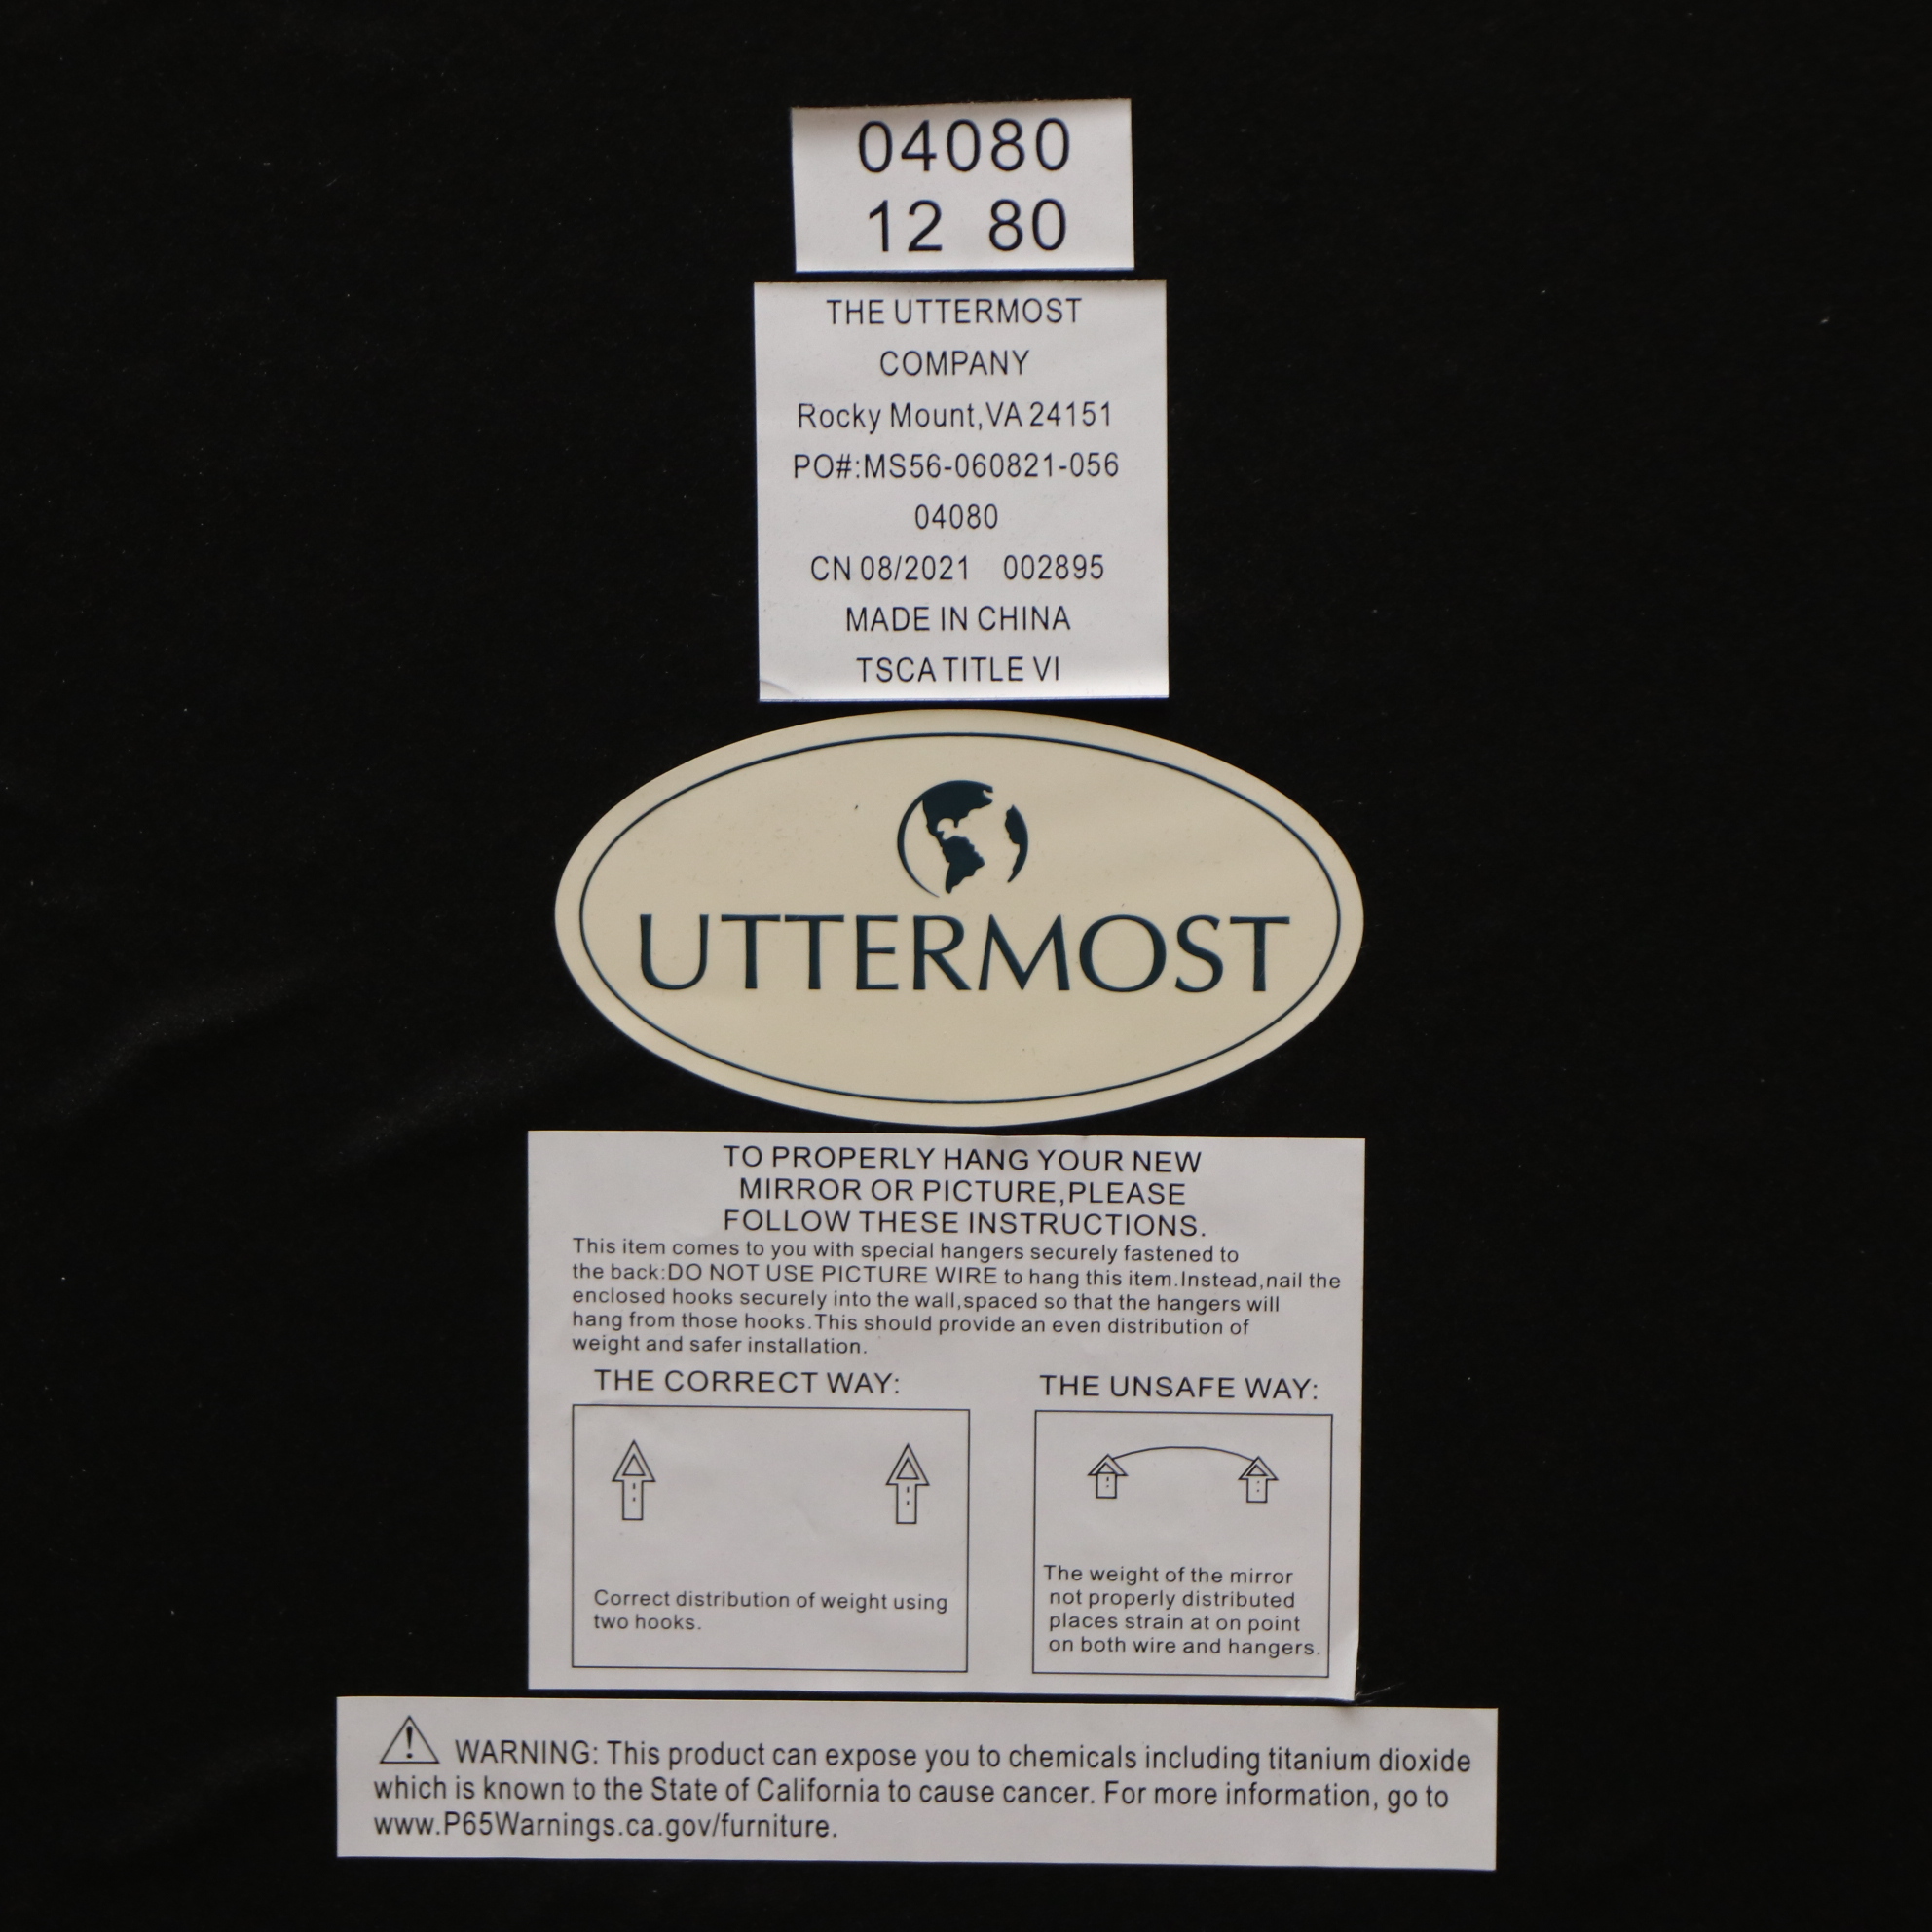 04080
12 80
THE UTTERMOST
COMPANY
Rocky Mount,VA 24151
PO#:MS56-060821-056
04080
CN 08/2021 002895
MADE IN CHINA
TSCA TITLE VI
UTTERMOST
TO PROPERLY HANG YOUR NEW
MIRROR OR PICTURE,PLEASE
FOLLOW THESE INSTRUCTIONS.
This item comes to you with special hangers securely fastened to
the back:DO NOT USE PICTURE WIRE to hang this item.Instead,nail the
enclosed hooks securely into the wall,spaced so that the hangers will
hang from those hooks.This should provide an even distribution of
weight and safer installation.
THE CORRECT WAY:
Correct distribution of weight using
two hooks.
THE UNSAFE WAY:
The weight of the mirror
not properly distributed
places strain at on point
on both wire and hangers.
WARNING: This product can expose you to chemicals including titanium dioxide
which is known to the State of California to cause cancer. For more information, go to
www.P65Warnings.ca.gov/furniture.